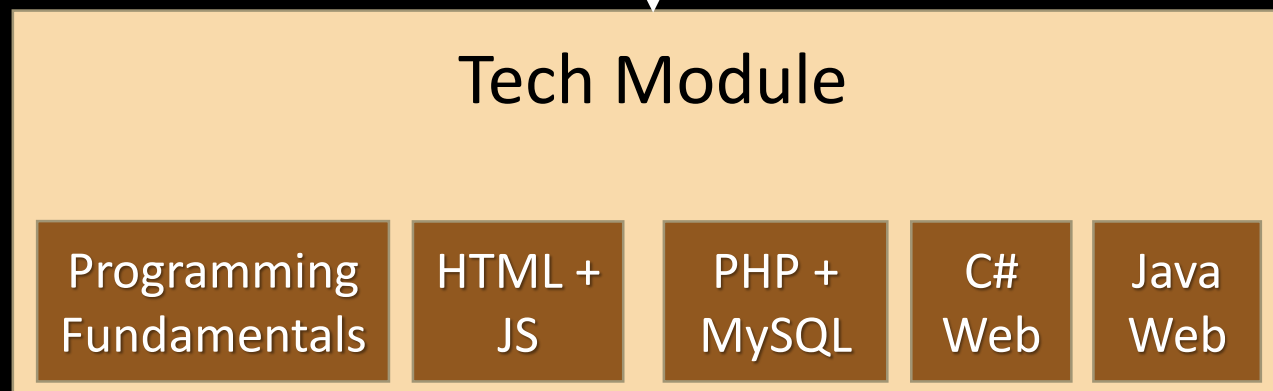 Tech Module
Programming
Fundamentals
HTML +
JS
PHP +
MySQL
C#
Web
Java
Web